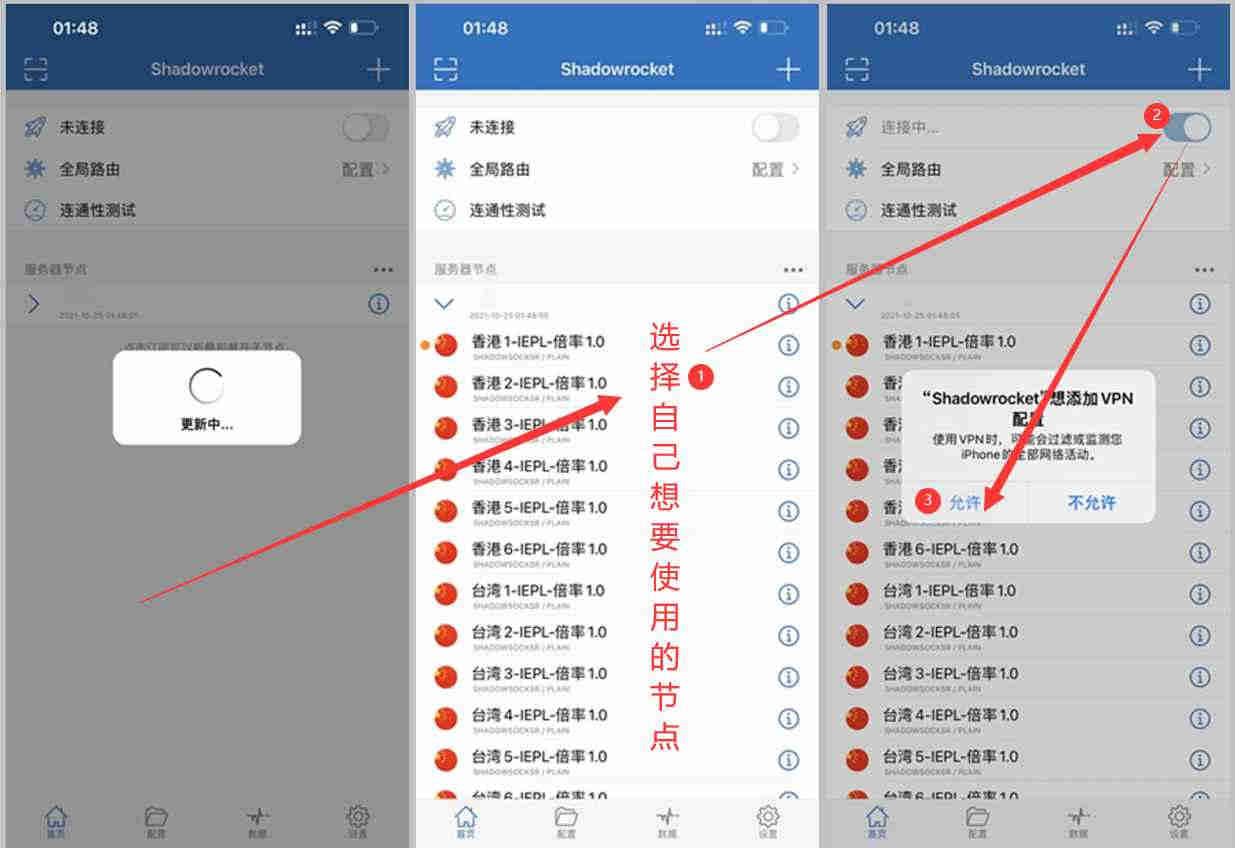 01:48
Shadowrocket
未连接
全局路由
配置
连通性测试
服务器节点
2021-10-25 01:48:05
更新中...
首页
配置
数据
设置
01:48
Shadowrocket
未连接
全局路由
配置
连通性测试
服务器节点
香港 1-IEPL-倍率 1.0
SHADOWSOCKSR / PLAIN
香港 2-IEPL-倍率 1.0
SHADOWSOCKSR / PLAIN
香港 3-IEPL-倍率 1.0
SHADOWSOCKSR / PLAIN
香港 4-IEPL-倍率 1.0
SHADOWSOCKSR / PLAIN
香港 5-IEPL-倍率 1.0
SHADOWSOCKSR / PLAIN
香港 6-IEPL-倍率 1.0
SHADOWSOCKSR / PLAIN
台湾 1-IEPL-倍率 1.0
SHADOWSOCKSR / PLAIN
台湾 2-IEPL-倍率 1.0
SHADOWSOCKSR / PLAIN
台湾 3-IEPL-倍率 1.0
SHADOWSOCKSR / PLAIN
台湾 4-IEPL-倍率 1.0
SHADOWSOCKSR / PLAIN
台湾 5-IEPL-倍率 1.0
SHADOWSOCKSR / PLAIN
台湾 6-IEPL-倍率 1.0
首页
配置
数据
设置
选择自己想要使用的节点
1
01:48
Shadowrocket
连接中...
2
全局路由
配置
连通性测试
服务器节点
2021-10-25 01:48:05
香港 1-IEPL-倍率 1.0
SHADOWSOCKSR / PLAIN
香
香
香
香
“Shadowrocket”想添加 VPN
配置
使用 VPN 时，可能会过滤或监测您
iPhone 的全部网络活动。
3
允许
不允许
香港 6-IEPL-倍率 1.0
SHADOWSOCKSR / PLAIN
台湾 1-IEPL-倍率 1.0
SHADOWSOCKSR / PLAIN
台湾 2-IEPL-倍率 1.0
SHADOWSOCKSR / PLAIN
台湾 3-IEPL-倍率 1.0
SHADOWSOCKSR / PLAIN
台湾 4-IEPL-倍率 1.0
SHADOWSOCKSR / PLAIN
台湾 5-IEPL-倍率 1.0
SHADOWSOCKSR / PLAIN
台湾 6-IEPL-倍率 1.0
首页
配置
数据
设置